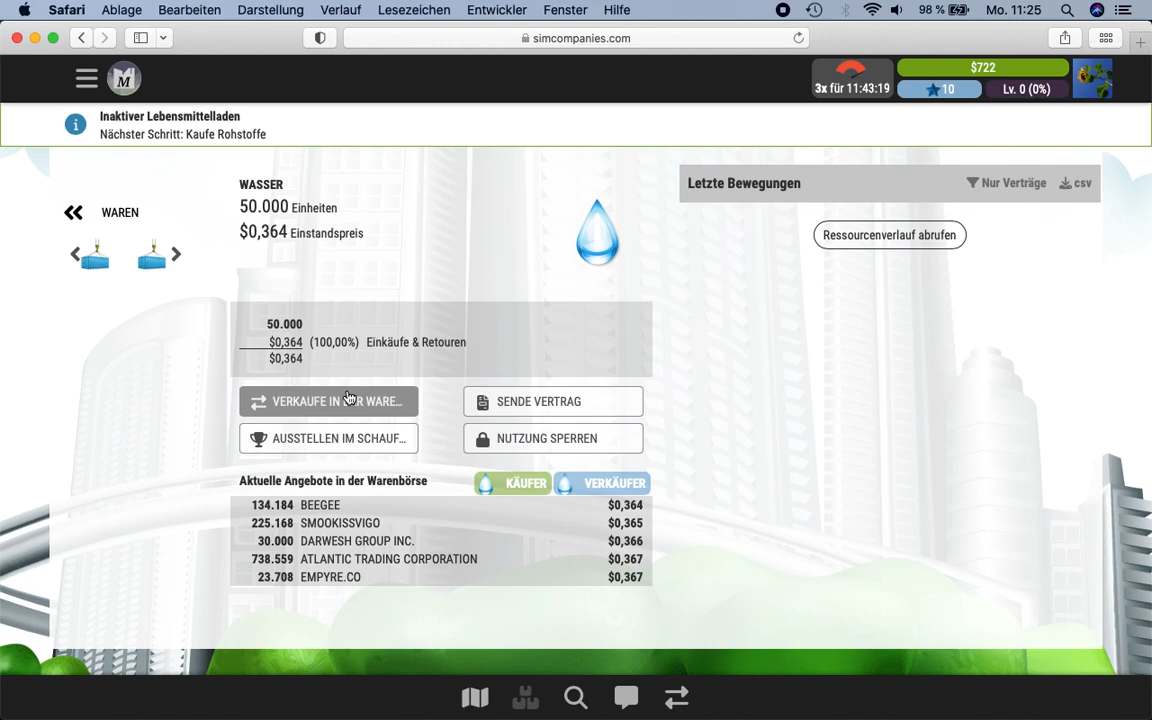 Safari Ablage Bearbeiten Darstellung Verlauf Lesezeichen Entwickler Fenster Hilfe 98 % Mo. 11:25
simcompanies.com
M 3x für 11:43:19 $722
10 Lv. 0 (0%)
Inaktiver Lebensmittelladen
Nächster Schritt: Kaufe Rohstoffe
WAREN
WASSER
50.000 Einheiten
$0,364 Einstandspreis
50.000
$0,364 (100,00%) Einkäufe & Retouren
$0,364
VERKAUFE IN WARE...
SENDE VERTRAG
AUSSTELLEN IM SCHAUF...
NUTZUNG SPERREN
Aktuelle Angebote in der Warenbörse KÄUFER VERKÄUFER
134.184 BEEGEE $0,364
225.168 SMOOKISSVIGO $0,365
30.000 DARWESH GROUP INC. $0,366
738.559 ATLANTIC TRADING CORPORATION $0,367
23.708 EMPYRE.CO $0,367
Letzte Bewegungen Nur Verträge csv
Ressourcenverlauf abrufen